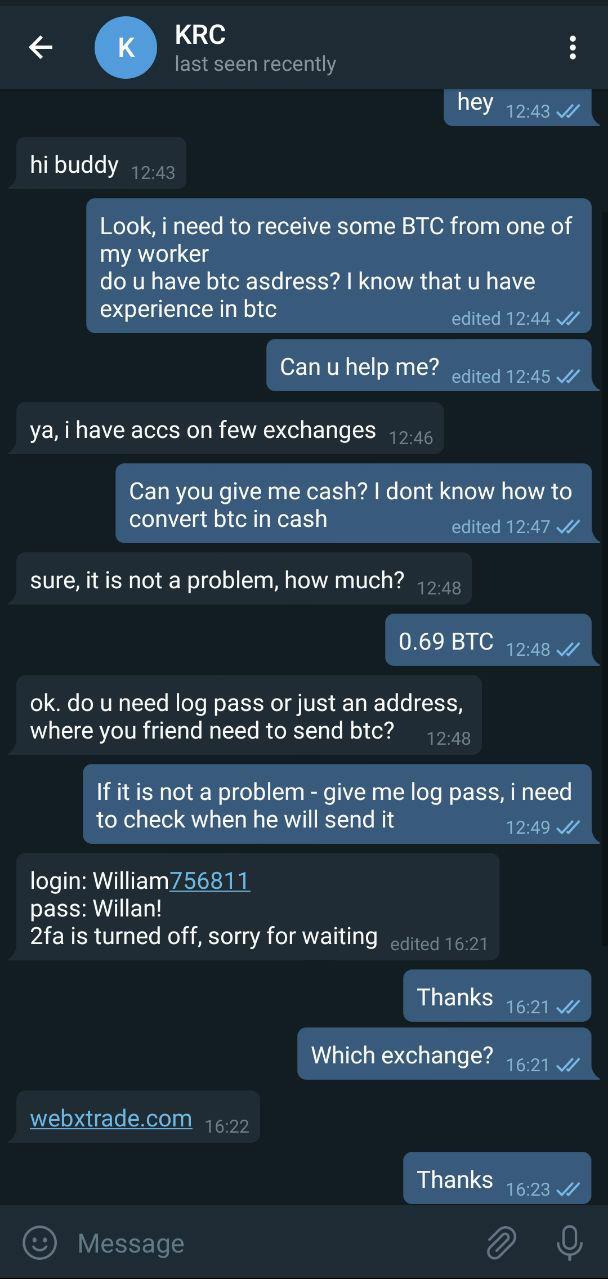 KRC
last seen recently
hey 12:43
hi buddy 12:43
Look, i need to receive some BTC from one of
my worker
do u have btc asdress? I know that u have
experience in btc edited 12:44
Can u help me? edited 12:45
ya, i have accs on few exchanges 12:46
Can you give me cash? I dont know how to
convert btc in cash edited 12:47
sure, it is not a problem, how much? 12:48
0.69 BTC 12:48
ok. do u need log pass or just an address,
where you friend need to send btc? 12:48
If it is not a problem - give me log pass, i need
to check when he will send it 12:49
login: William756811
pass: Willan!
2fa is turned off, sorry for waiting edited 16:21
Thanks 16:21
Which exchange? 16:21
webxtrade.com 16:22
Thanks 16:23
Message